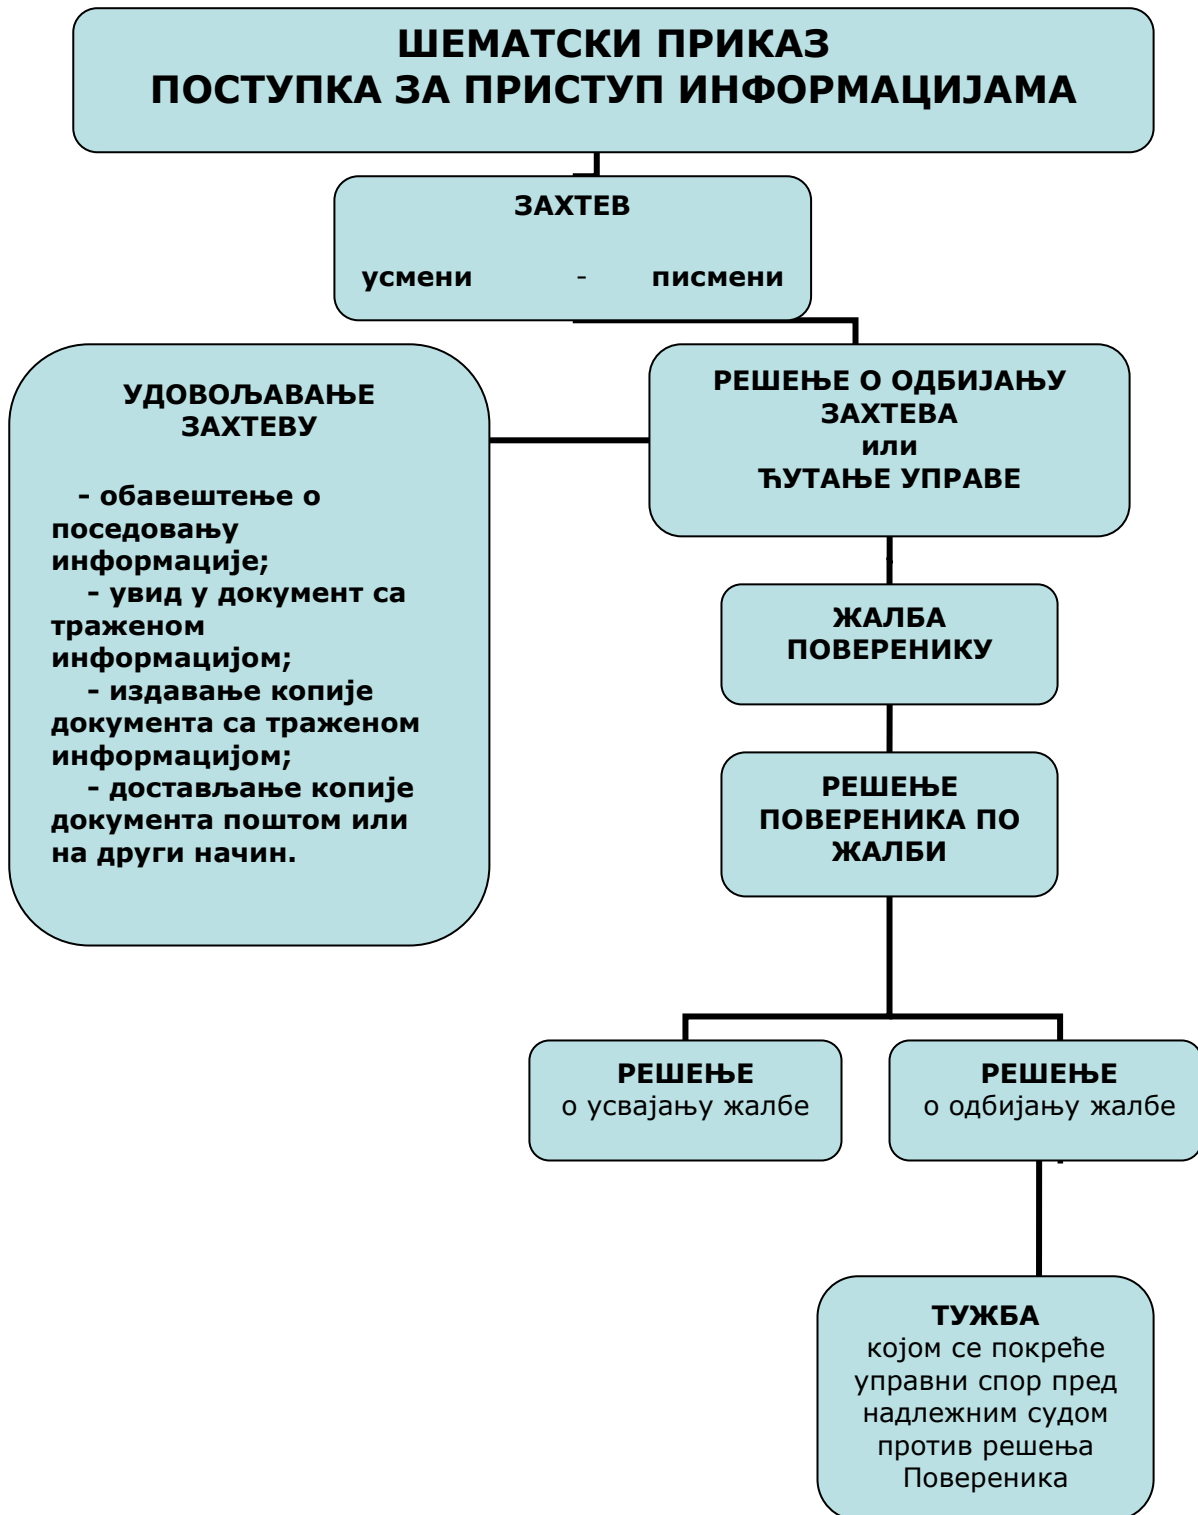 ШЕМАТСКИ ПРИКАЗ
ПОСТУПКА ЗА ПРИСТУП ИНФОРМАЦИЈАМА
ЗАХТЕВ
усмени - писмени
УДОВОЉАВАЊЕ
ЗАХТЕВУ
- обавештење о
поседовању
информације;
- увид у документ са
траженом
информацијом;
- издавање копије
документа са траженом
информацијом;
- достављање копије
документа поштом или
на други начин.
РЕШЕЊЕ О ОДБИЈАЊУ
ЗАХТЕВА
или
ЋУТАЊЕ УПРАВЕ
ЖАЛБА
ПОВЕРЕНИКУ
РЕШЕЊЕ
ПОВЕРЕНИКА ПО
ЖАЛБИ
РЕШЕЊЕ
о усвајању жалбе
РЕШЕЊЕ
о одбијању жалбе
ТУЖБА
којом се покреће
управни спор пред
надлежним судом
против решења
Повереника